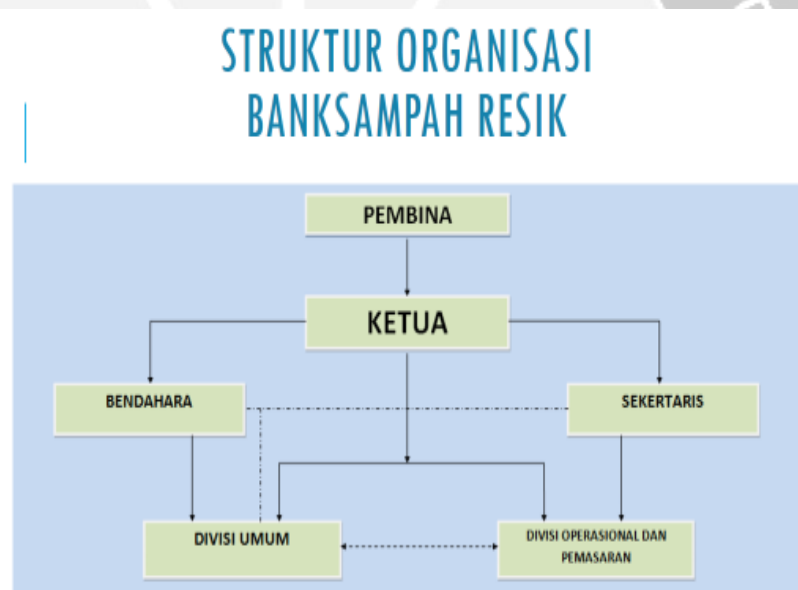 STRUKTUR ORGANISASI
BANKSAMPAH RESIK
PEMBINA
KETUA
BENDAHARA
SEKERTARIS
DIVISI UMUM
DIVISI OPERASIONAL DAN
PEMASARAN